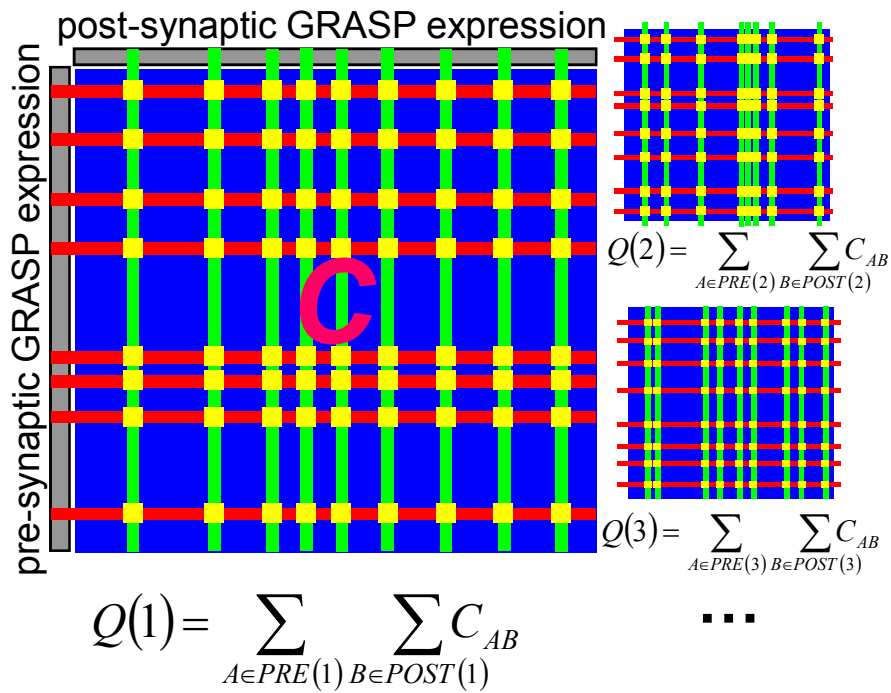 post-synaptic GRASP expression
pre-synaptic GRASP expression
C
Q(1) = ∑_{A∈PRE(1)} ∑_{B∈POST(1)} C_{AB}
Q(2) = ∑_{A∈PRE(2)} ∑_{B∈POST(2)} C_{AB}
Q(3) = ∑_{A∈PRE(3)} ∑_{B∈POST(3)} C_{AB}
...